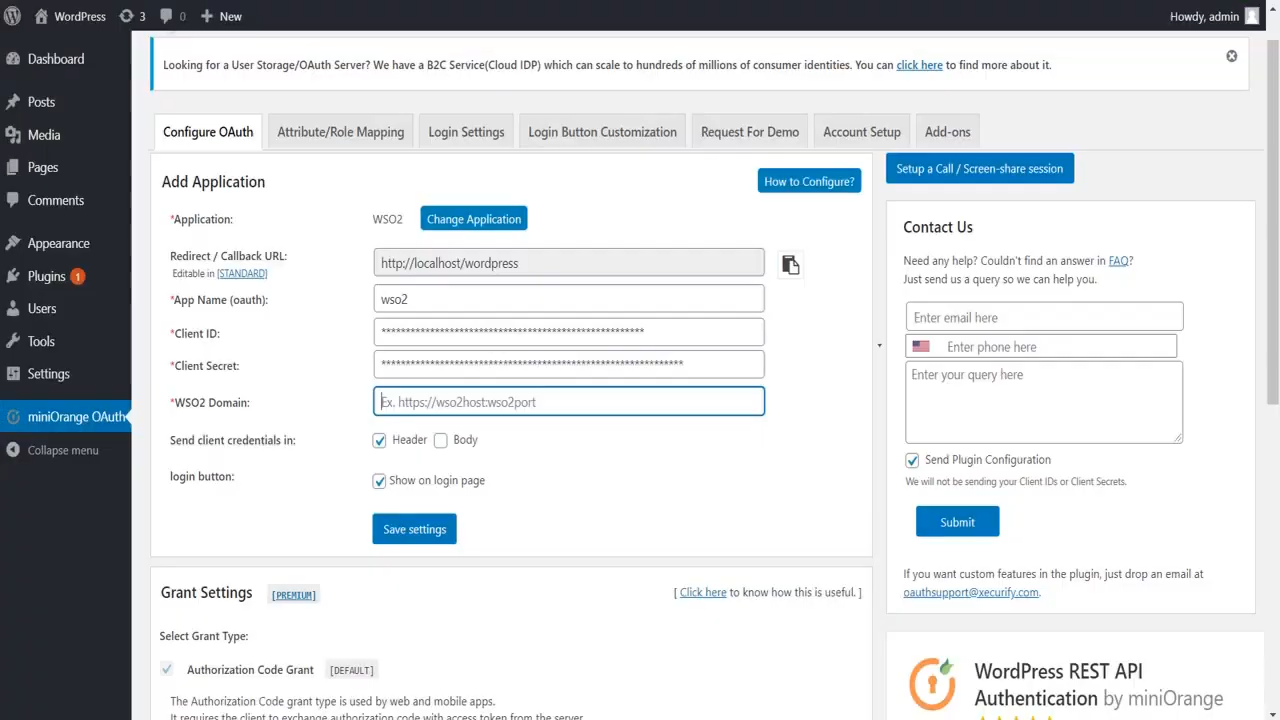 WordPress 3 0 New
Howdy, admin
Dashboard
Posts
Media
Pages
Comments
Appearance
Plugins 1
Users
Tools
Settings
miniOrange OAuth
Collapse menu
Looking for a User Storage/OAuth Server? We have a B2C Service(Cloud IDP) which can scale to hundreds of millions of consumer identities. You can click here to find more about it.
Configure OAuth Attribute/Role Mapping Login Settings Login Button Customization Request For Demo Account Setup Add-ons
Add Application
How to Configure?
*Application: WSO2 Change Application
Redirect / Callback URL: http://localhost/wordpress
Editable in [STANDARD]
*App Name (oauth): wso2
*Client ID: ******************************************************
*Client Secret: **************************************************************
*WSO2 Domain: Ex. https://wso2host:wso2port
Send client credentials in: Header Body
login button: Show on login page
Save settings
Grant Settings [PREMIUM]
[ Click here to know how this is useful. ]
Select Grant Type:
Authorization Code Grant [DEFAULT]
The Authorization Code grant type is used by web and mobile apps.
It requires the client to exchange authorization code with access token from the server.
Setup a Call / Screen-share session
Contact Us
Need any help? Couldn't find an answer in FAQ?
Just send us a query so we can help you.
Enter email here
Enter phone here
Enter your query here
Send Plugin Configuration
We will not be sending your Client IDs or Client Secrets.
Submit
If you want custom features in the plugin, just drop an email at
oauthsupport@xecurify.com.
WordPress REST API
Authentication by miniOrange